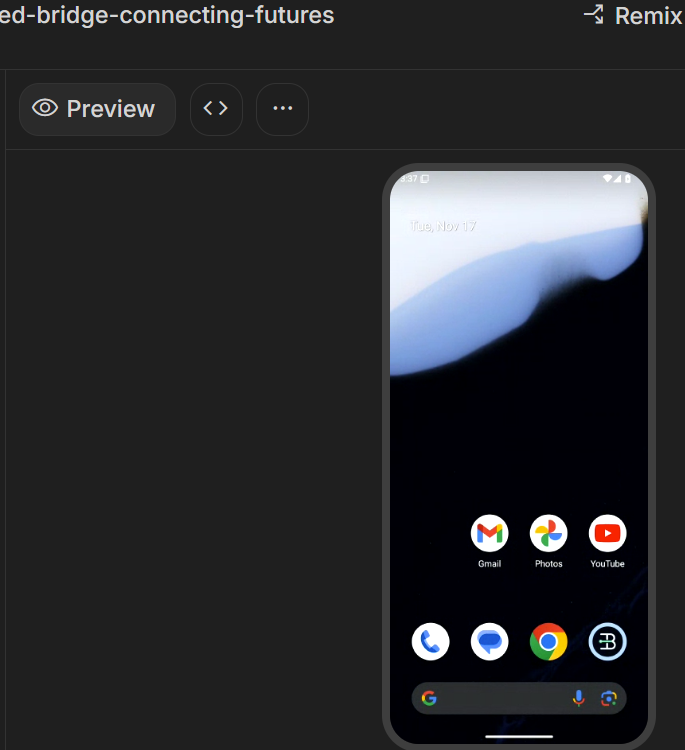 ed-bridge-connecting-futures
Remix
Preview
Tue, Nov 17
Gmail
Photos
YouTube